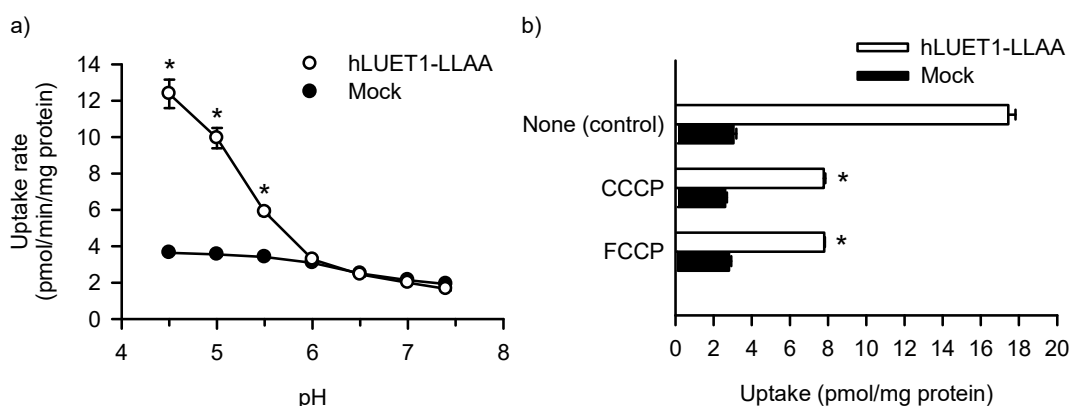 a)
hLUET1-LLAA
Mock
14
12
10
8
6
4
2
0
Uptake rate
(pmol/min/mg protein)
*
*
*
4
5
6
7
8
pH
b)
hLUET1-LLAA
Mock
None (control)
CCCP
*
FCCP
*
0
2
4
6
8
10
12
14
16
18
20
Uptake (pmol/mg protein)